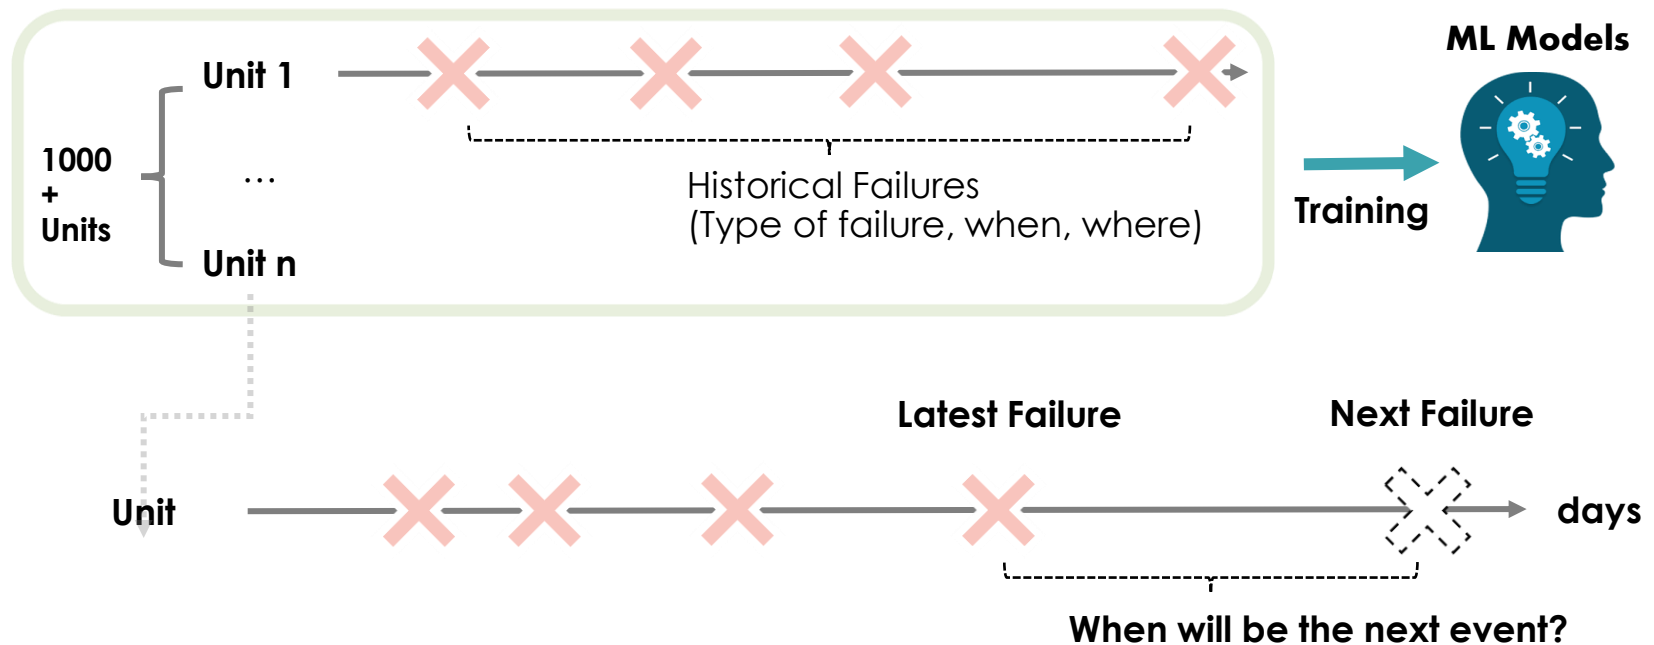 ML Models
Unit 1
1000
+
Units
...
Historical Failures
(Type of failure, when, where)
Training
Unit n
Latest Failure
Next Failure
Unit
days
When will be the next event?